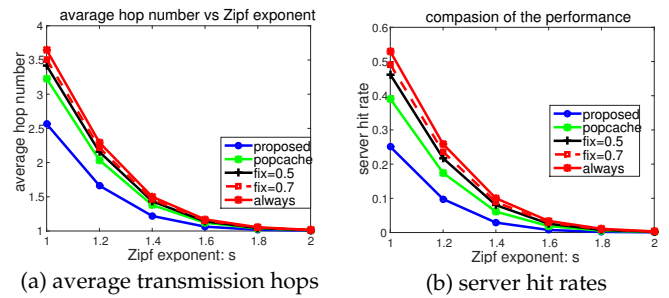 avarage hop number vs Zipf exponent
average hop number
4
3.5
3
2.5
2
1.5
1
1 1.2 1.4 1.6 1.8 2
Zipf exponent: s
proposed
popcache
fix=0.5
fix=0.7
always
(a) average transmission hops
compasion of the performance
server hit rate
0.6
0.5
0.4
0.3
0.2
0.1
0
1 1.2 1.4 1.6 1.8 2
Zipf exponent: s
proposed
popcache
fix=0.5
fix=0.7
always
(b) server hit rates